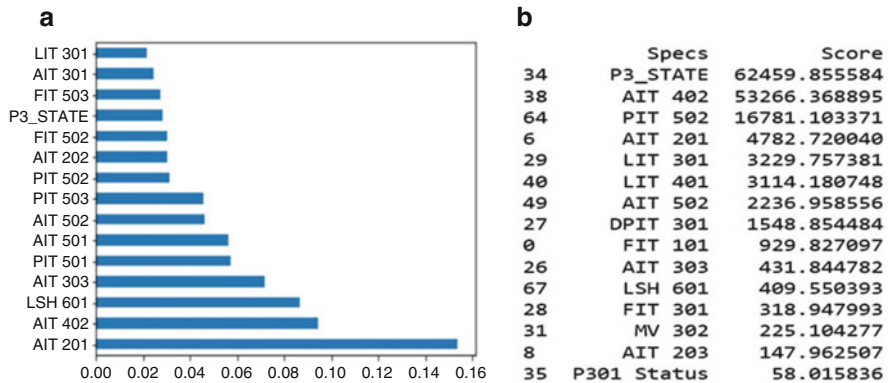 a
LIT 301
AIT 301
FIT 503
P3_STATE
FIT 502
AIT 202
PIT 502
PIT 503
AIT 502
AIT 501
PIT 501
AIT 303
LSH 601
AIT 402
AIT 201
0.00 0.02 0.04 0.06 0.08 0.10 0.12 0.14 0.16
b
Specs Score
34 P3_STATE 62459.855584
38 AIT 402 53266.368895
64 PIT 502 16781.103371
6 AIT 201 4782.720040
29 LIT 301 3229.757381
40 LIT 401 3114.180748
49 AIT 502 2236.958556
27 DPIT 301 1548.854484
0 FIT 101 929.827097
26 AIT 303 431.844782
67 LSH 601 409.550393
28 FIT 301 318.947993
31 MV 302 225.104277
8 AIT 203 147.962507
35 P301 Status 58.015836